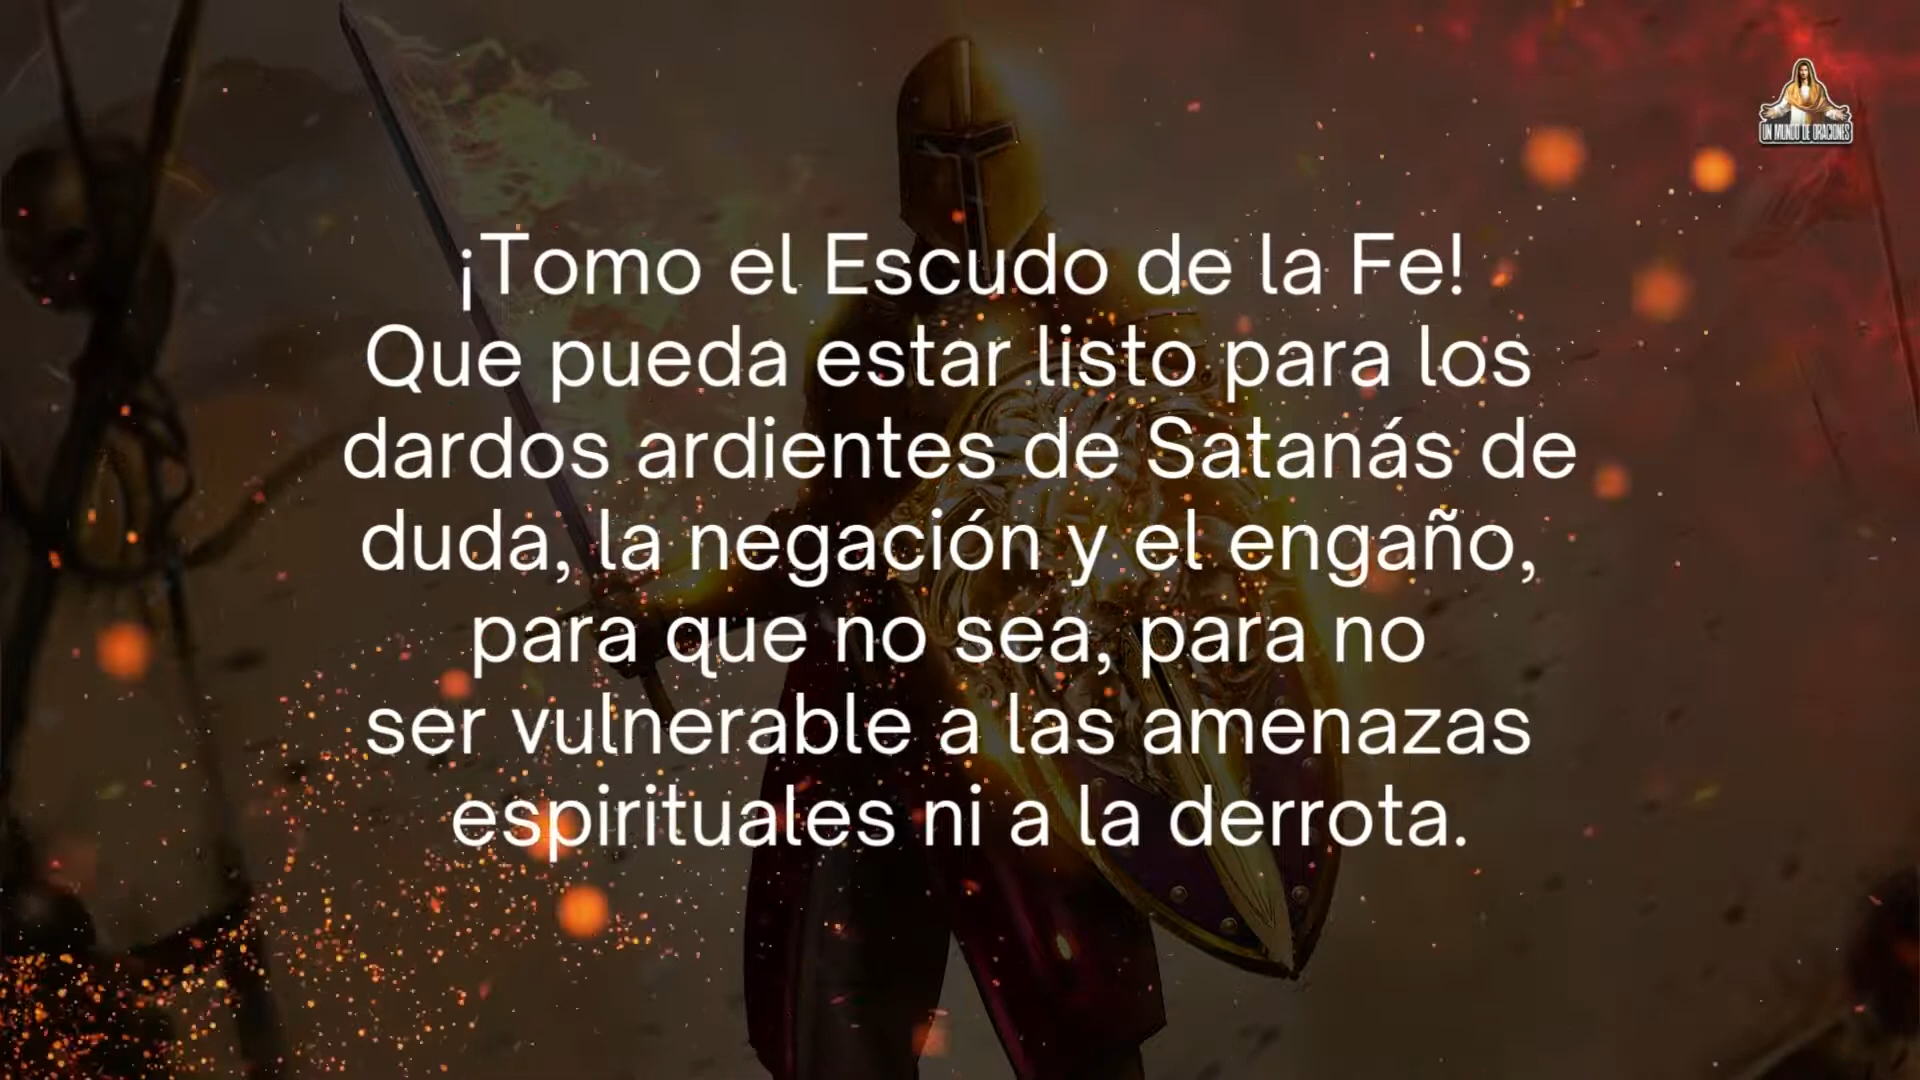 UN MUNDO DE ORACIONES
¡Tomo el Escudo de la Fe!
Que pueda estar listo para los
dardos ardientes de Satanás de
duda, la negación y el engaño,
para que no sea, para no
ser vulnerable a las amenazas
espirituales ni a la derrota.